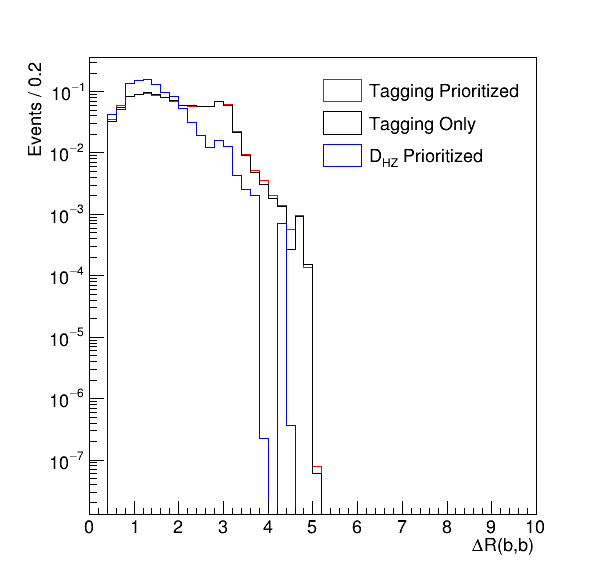 Events / 0.2
10⁻¹
10⁻²
10⁻³
10⁻⁴
10⁻⁵
10⁻⁶
10⁻⁷
Tagging Prioritized
Tagging Only
D_HZ Prioritized
0 1 2 3 4 5 6 7 8 9 10
ΔR(b,b)